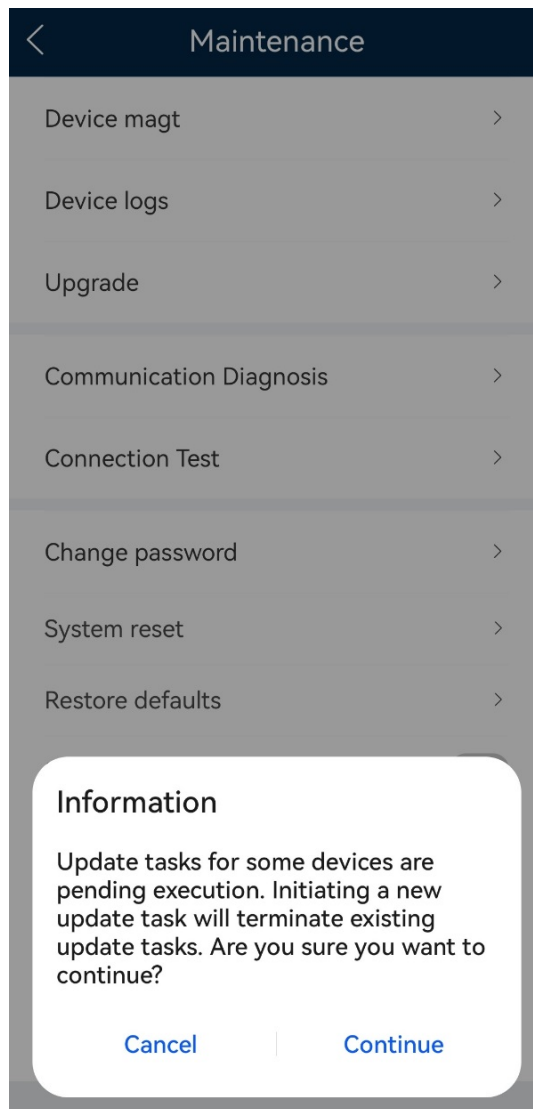 Maintenance
Device magt
Device logs
Upgrade
Communication Diagnosis
Connection Test
Change password
System reset
Restore defaults
Information
Update tasks for some devices are
pending execution. Initiating a new
update task will terminate existing
update tasks. Are you sure you want to
continue?
Cancel
Continue